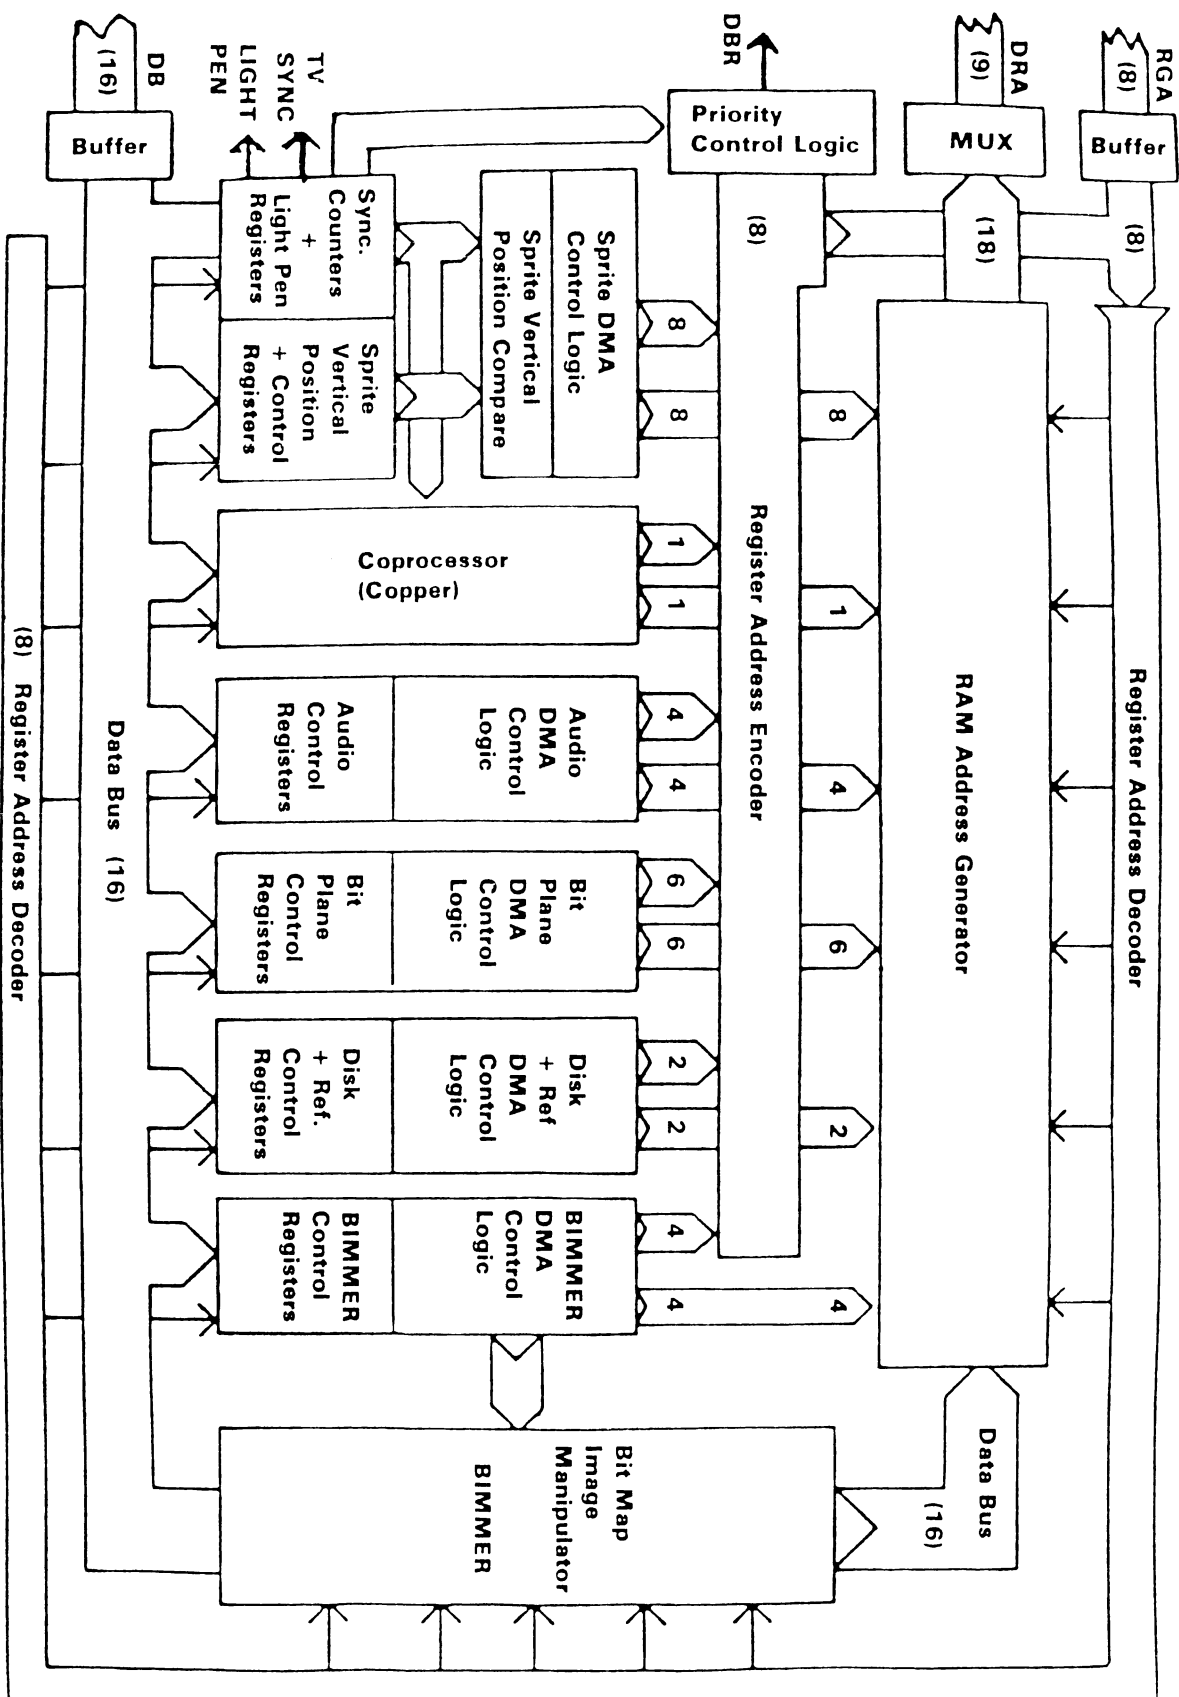 DB
(16)
Buffer
TV
SYNC
LIGHT
PEN
DBR
Priority
Control Logic
DRA
(9)
MUX
RGA
(8)
Buffer
(8)
(18)
(8)
Sync.
Counters
+
Light Pen
Registers
Sprite
Vertical
Position
+ Control
Registers
Sprite DMA
Control Logic
Sprite Vertical
Position Compare
8
8
8
Coprocessor
(Copper)
1
1
1
Register Address Encoder
RAM Address Generator
Register Address Decoder
Audio
DMA
Control
Logic
Audio
Control
Registers
4
4
4
Bit
Plane
DMA
Control
Logic
Bit
Plane
Control
Registers
6
6
6
Disk
+ Ref
DMA
Control
Logic
Disk
+ Ref.
Control
Registers
2
2
2
BIMMER
DMA
Control
Logic
BIMMER
Control
Registers
4
4
4
Data Bus (16)
(8) Register Address Decoder
Bit Map
Image
Manipulator
BIMMER
Data Bus
(16)